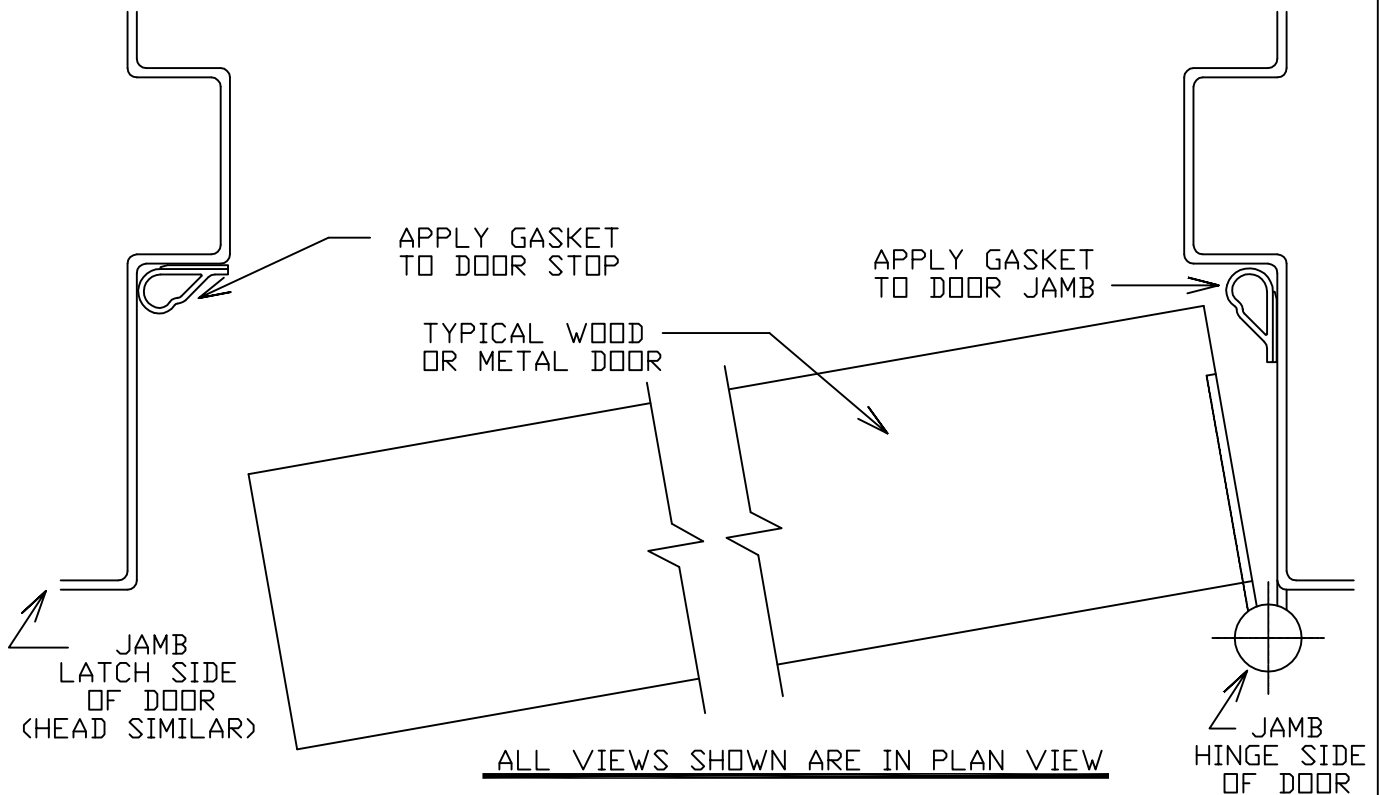 APPLY GASKET
TO DOOR STOP
APPLY GASKET
TO DOOR JAMB
TYPICAL WOOD
OR METAL DOOR
JAMB
LATCH SIDE
OF DOOR
(HEAD SIMILAR)
ALL VIEWS SHOWN ARE IN PLAN VIEW
JAMB
HINGE SIDE
OF DOOR